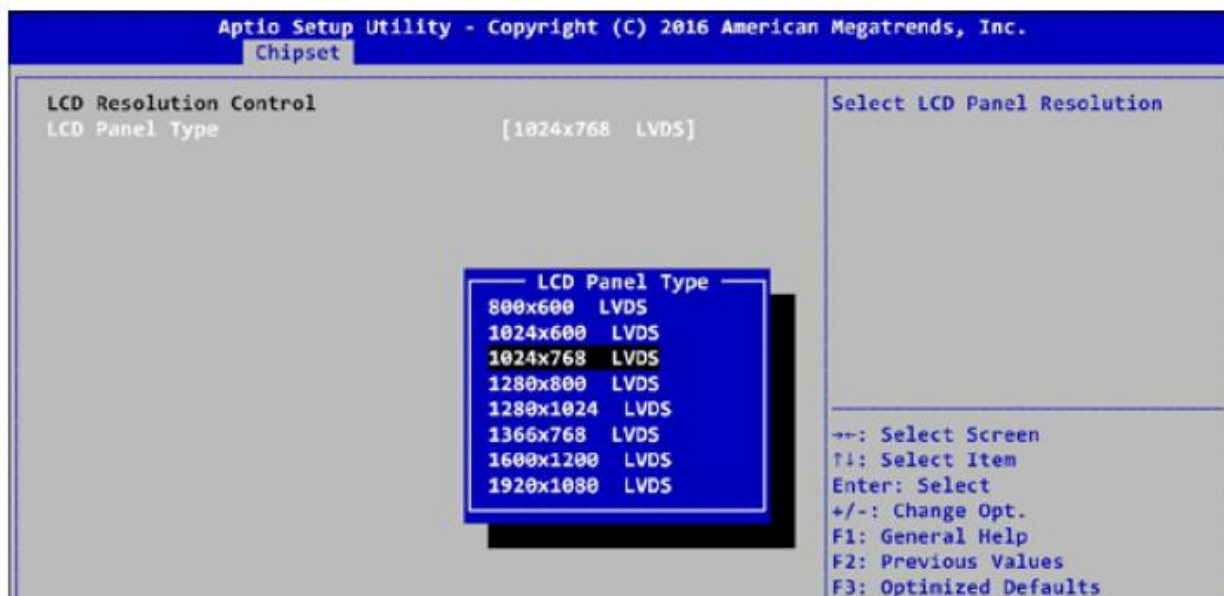 Aptio Setup Utility - Copyright (C) 2016 American Megatrends, Inc.
Chipset
LCD Resolution Control
LCD Panel Type [1024x768 LVDS]
Select LCD Panel Resolution
LCD Panel Type
800x600 LVDS
1024x600 LVDS
1024x768 LVDS
1280x800 LVDS
1280x1024 LVDS
1366x768 LVDS
1600x1200 LVDS
1920x1080 LVDS
→←: Select Screen
↑↓: Select Item
Enter: Select
+/-: Change Opt.
F1: General Help
F2: Previous Values
F3: Optimized Defaults